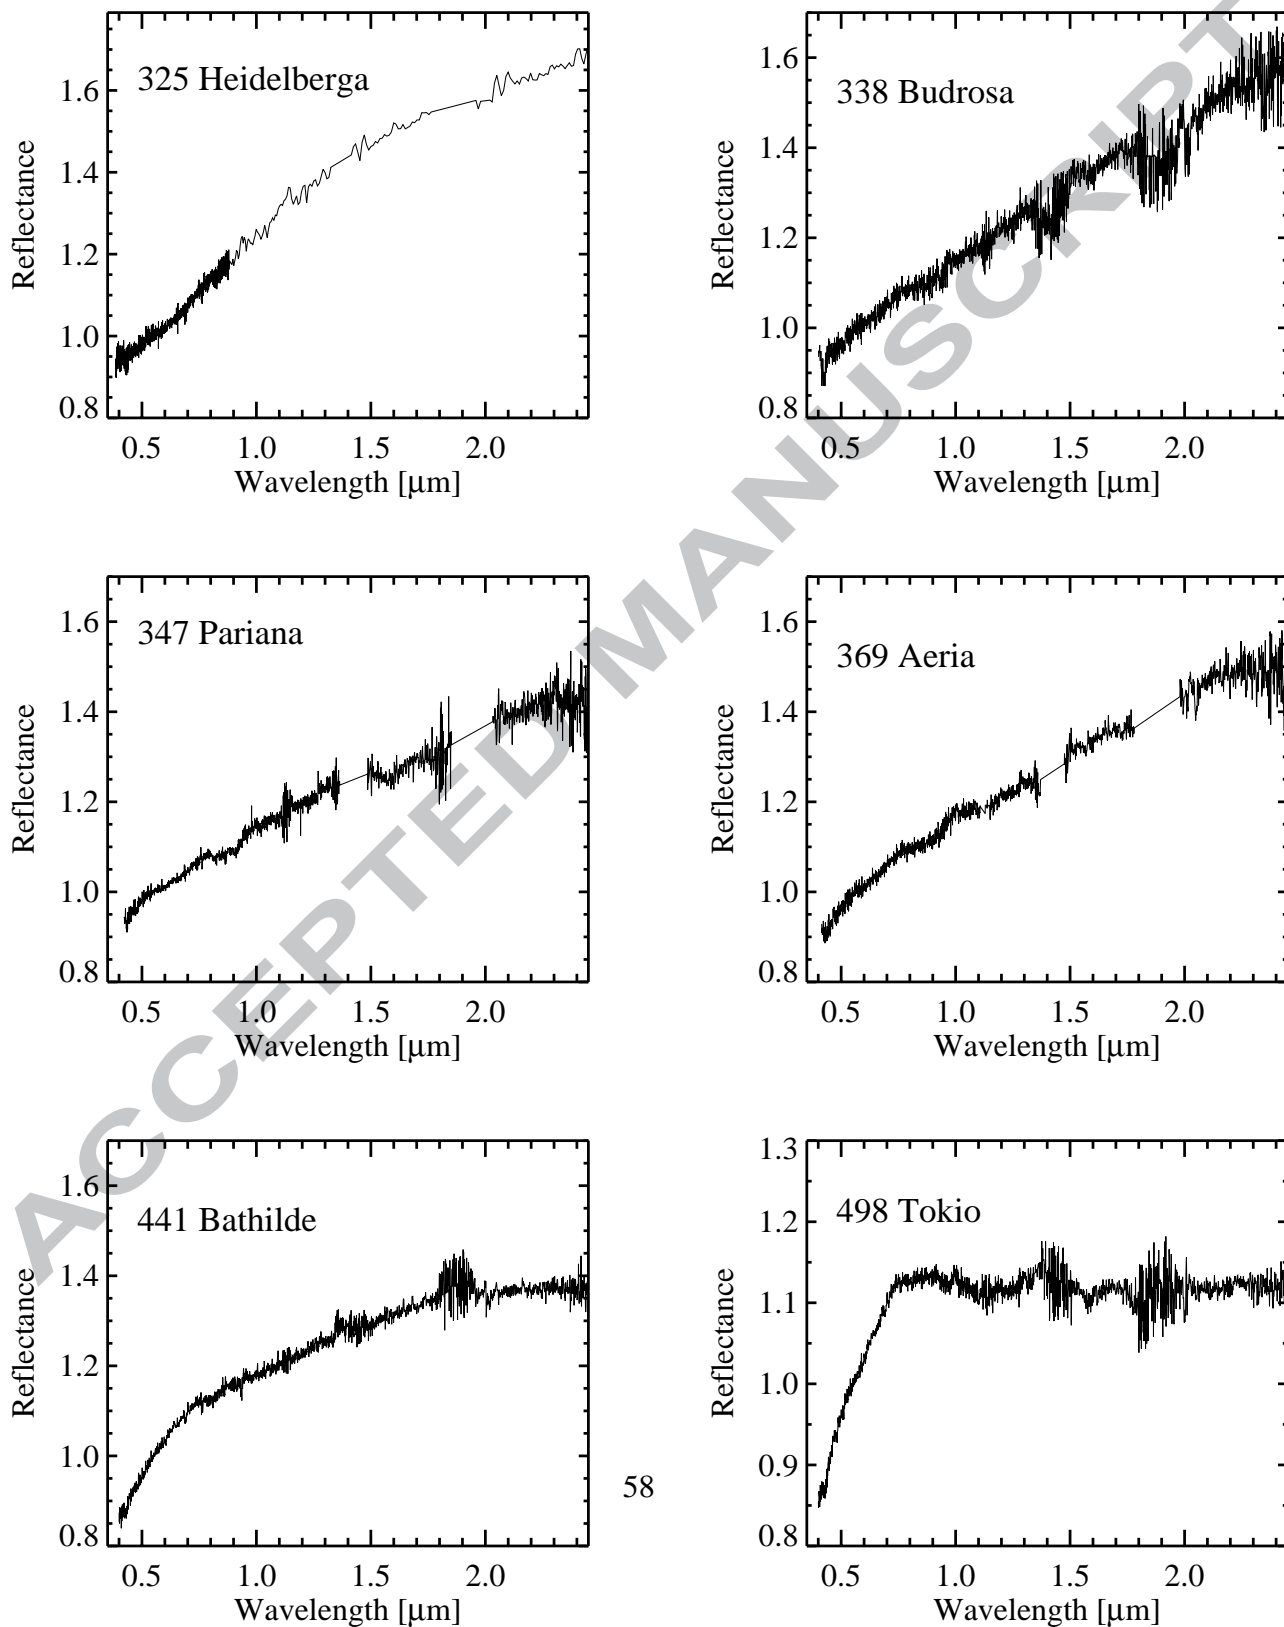 325 Heidelberga
Reflectance
1.6
1.4
1.2
1.0
0.8
0.5 1.0 1.5 2.0
Wavelength [μm]
338 Budrosa
Reflectance
1.6
1.4
1.2
1.0
0.8
0.5 1.0 1.5 2.0
Wavelength [μm]
347 Pariana
Reflectance
1.6
1.4
1.2
1.0
0.8
0.5 1.0 1.5 2.0
Wavelength [μm]
369 Aeria
Reflectance
1.6
1.4
1.2
1.0
0.8
0.5 1.0 1.5 2.0
Wavelength [μm]
441 Bathilde
Reflectance
1.6
1.4
1.2
1.0
0.8
0.5 1.0 1.5 2.0
Wavelength [μm]
498 Tokio
Reflectance
1.3
1.2
1.1
1.0
0.9
0.8
0.5 1.0 1.5 2.0
Wavelength [μm]
58
ACCEPTED MANUSCRIPT